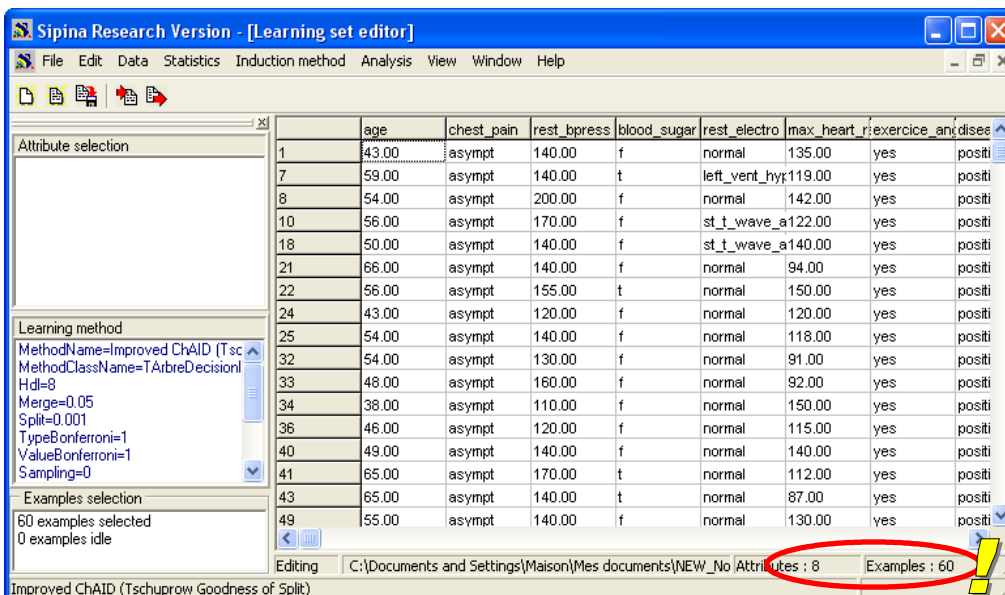 Sipina Research Version - [Learning set editor]
File Edit Data Statistics Induction method Analysis View Window Help
Attribute selection
Learning method
MethodName=Improved ChAID (Tsc
MethodClassName=TArbreDecisionI
Hdl=8
Merge=0.05
Split=0.001
TypeBonferroni=1
ValueBonferroni=1
Sampling=0
Examples selection
60 examples selected
0 examples idle
age chest_pain rest_bpress blood_sugar rest_electro max_heart_r exercice_ang disea
1 43.00 asympt 140.00 f normal 135.00 yes positi
7 59.00 asympt 140.00 t left_vent_hyp 119.00 yes positi
8 54.00 asympt 200.00 f normal 142.00 yes positi
10 56.00 asympt 170.00 f st_t_wave_a 122.00 yes positi
18 50.00 asympt 140.00 f st_t_wave_a 140.00 yes positi
21 66.00 asympt 140.00 f normal 94.00 yes positi
22 56.00 asympt 155.00 t normal 150.00 yes positi
24 43.00 asympt 120.00 f normal 120.00 yes positi
25 54.00 asympt 140.00 f normal 118.00 yes positi
32 54.00 asympt 130.00 f normal 91.00 yes positi
33 48.00 asympt 160.00 f normal 92.00 yes positi
34 38.00 asympt 110.00 f normal 150.00 yes positi
36 46.00 asympt 120.00 f normal 115.00 yes positi
40 49.00 asympt 140.00 f normal 140.00 yes positi
41 65.00 asympt 170.00 t normal 112.00 yes positi
43 65.00 asympt 140.00 t normal 87.00 yes positi
49 55.00 asympt 140.00 f normal 130.00 yes positi
Editing C:\Documents and Settings\Maison\Mes documents\NEW_No Attributes : 8 Examples : 60
!
Improved ChAID (Tschuprow Goodness of Split)